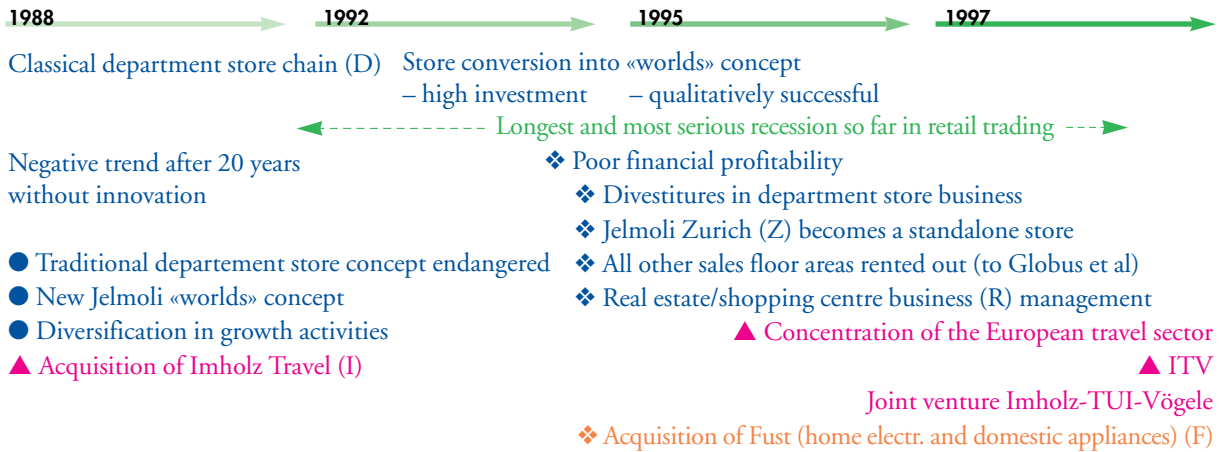 1988 1992 1995 1997
Classical department store chain (D) Store conversion into «worlds» concept
– high investment – qualitatively successful
Longest and most serious recession so far in retail trading
Negative trend after 20 years
without innovation
❖ Poor financial profitability
❖ Divestitures in department store business
❖ Jelmoli Zurich (Z) becomes a standalone store
● Traditional departement store concept endangered
❖ All other sales floor areas rented out (to Globus et al)
● New Jelmoli «worlds» concept
❖ Real estate/shopping centre business (R) management
● Diversification in growth activities
▲ Concentration of the European travel sector
▲ Acquisition of Imholz Travel (I)
▲ ITV
Joint venture Imholz-TUI-Vögele
❖ Acquisition of Fust (home electr. and domestic appliances) (F)